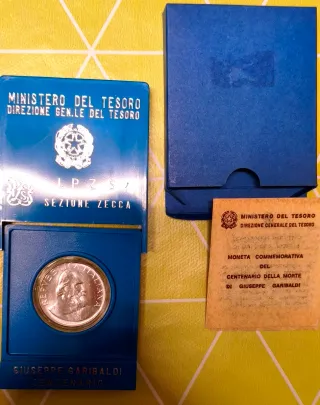 MINISTERO DEL TESORO
DIREZIONE GEN.LE DEL TESORO
SEZIONE ZECCA
GIUSEPPE GARIBALDI
MINISTERO DEL TESORO
DIREZIONE GENERALE DEL TESORO
MONETA COMMEMORATIVA
DEL
CENTENARIO DELLA MORTE
DI GIUSEPPE GARIBALDI